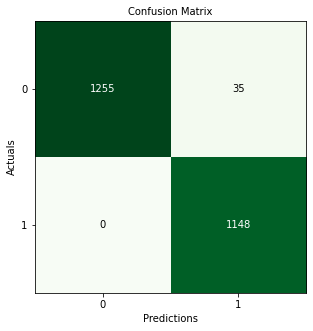 Confusion Matrix
0
1255
35
Actuals
1
0
1148
0
1
Predictions